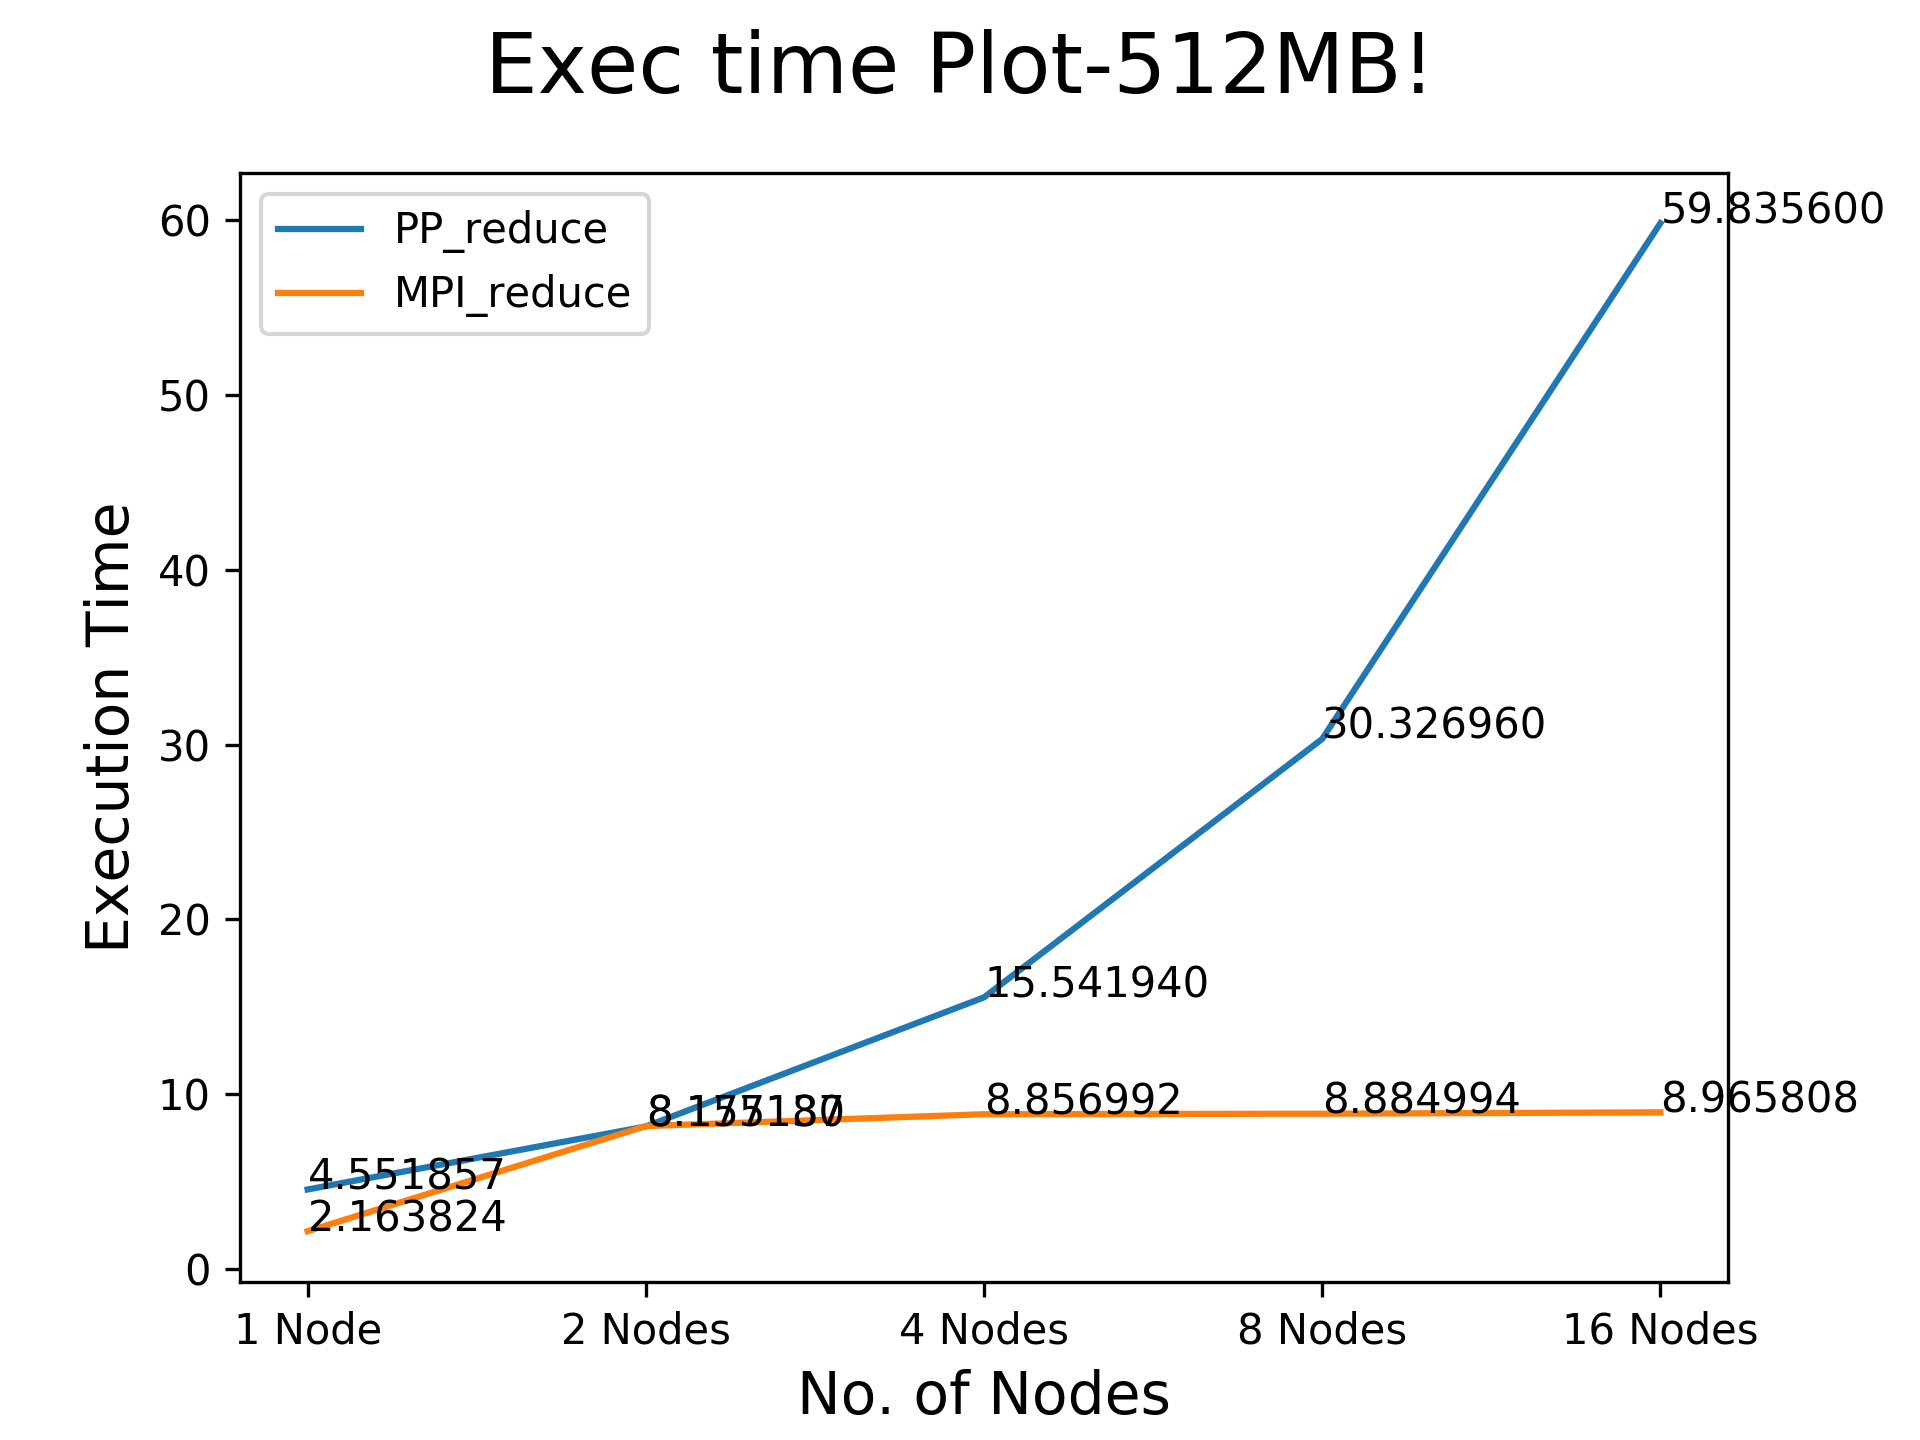 Exec time Plot-512MB!
PP_reduce
MPI_reduce
60
50
40
30
20
10
0
Execution Time
59.835600
30.326960
15.541940
8.856992
8.884994
8.965808
4.551857
2.163824
1 Node
2 Nodes
4 Nodes
8 Nodes
16 Nodes
No. of Nodes